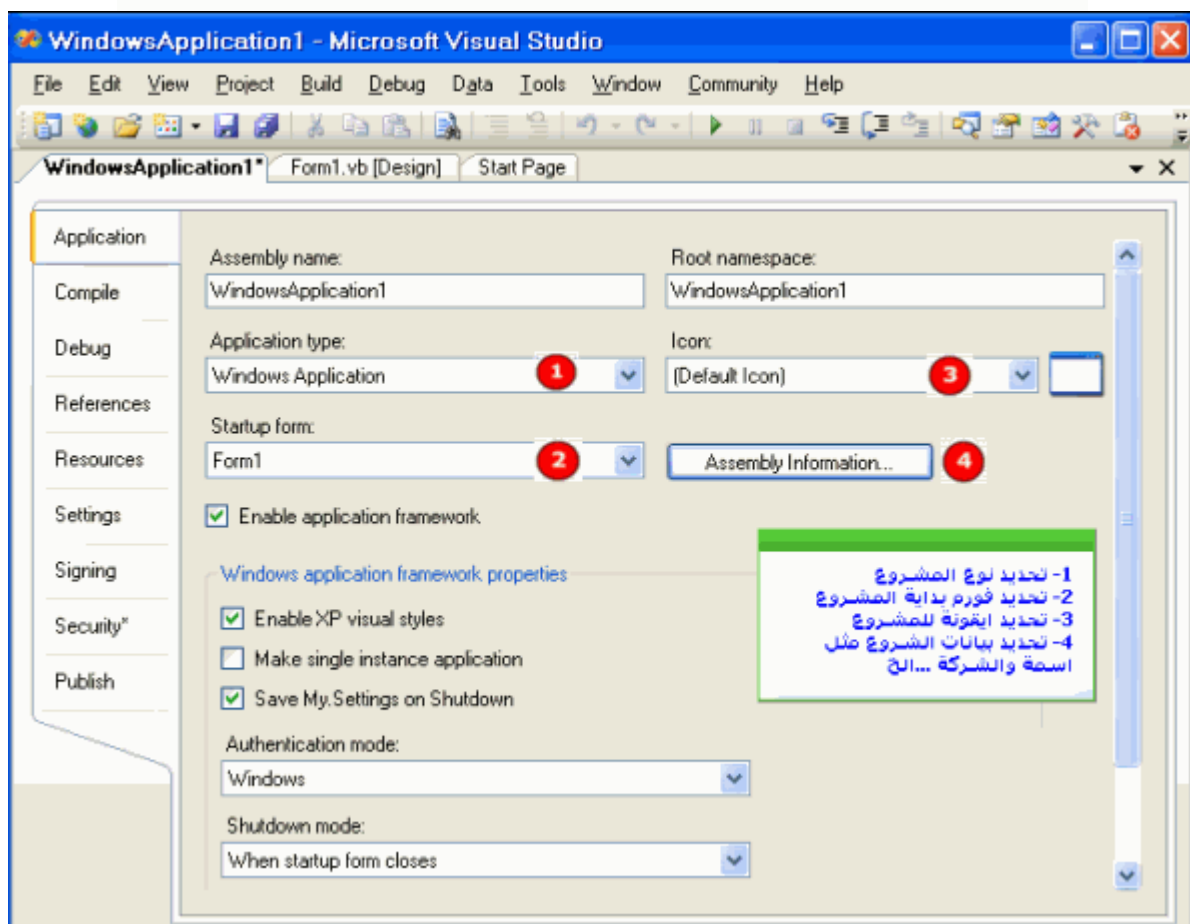 WindowsApplication1 - Microsoft Visual Studio
File Edit View Project Build Debug Data Tools Window Community Help
WindowsApplication1* Form1.vb [Design] Start Page
Application
Compile
Debug
References
Resources
Settings
Signing
Security*
Publish
Assembly name: Root namespace:
WindowsApplication1 WindowsApplication1
Application type: Icon:
Windows Application 1 (Default Icon) 3
Startup form:
Form1 2 Assembly Information... 4
Enable application framework
Windows application framework properties
Enable XP visual styles
Make single instance application
Save My.Settings on Shutdown
Authentication mode:
Windows
Shutdown mode:
When startup form closes
1- تحديد نوع المشروع
2- تحديد فورم بداية المشروع
3- تحديد ايقونة للمشروع
4- تحديد بيانات الشروع مثل
اسمة والشركة ...الخ